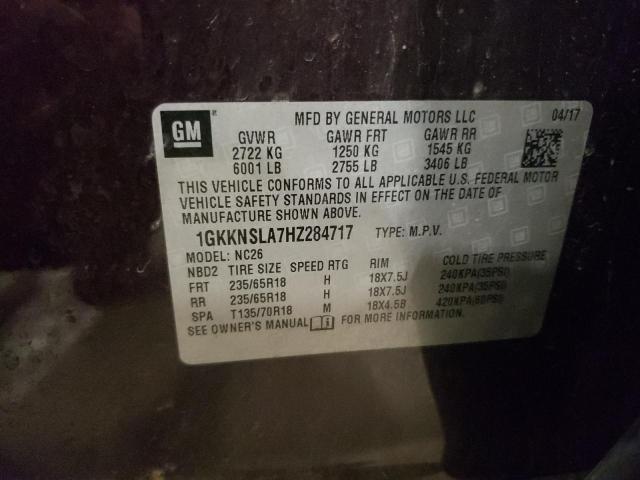 GM
MFD BY GENERAL MOTORS LLC 04/17
GVWR GAWR FRT GAWR RR
2722 KG 1250 KG 1545 KG
6001 LB 2755 LB 3406 LB
THIS VEHICLE CONFORMS TO ALL APPLICABLE U.S. FEDERAL MOTOR
VEHICLE SAFETY STANDARDS IN EFFECT ON THE DATE OF
MANUFACTURE SHOWN ABOVE.
1GKKNSLA7HZ284717 TYPE: M.P.V.
MODEL: NC26
NBD2 TIRE SIZE SPEED RTG RIM COLD TIRE PRESSURE
FRT 235/65R18 H 18X7.5J 240KPA(35PSI)
RR 235/65R18 H 18X7.5J 240KPA(35PSI)
SPA T135/70R18 M 18X4.5B 420KPA(60PSI)
SEE OWNER'S MANUAL FOR MORE INFORMATION.